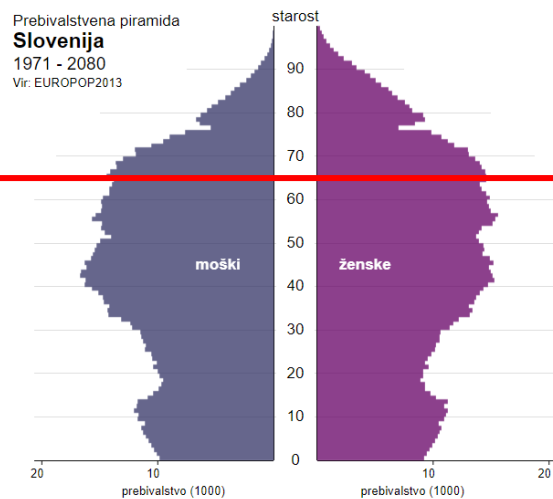 Prebivalstvena piramida
Slovenija
1971 - 2080
Vir: EUROPOP2013
starost
90
80
70
60
50
40
30
20
10
0
moški
ženske
20
10
10
20
prebivalstvo (1000)
prebivalstvo (1000)